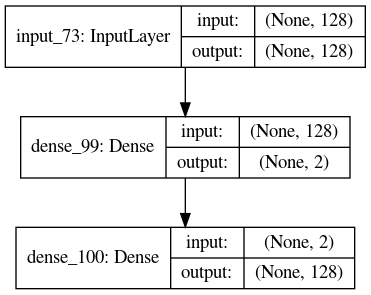 input_73: InputLayer
input: (None, 128)
output: (None, 128)
dense_99: Dense
input: (None, 128)
output: (None, 2)
dense_100: Dense
input: (None, 2)
output: (None, 128)